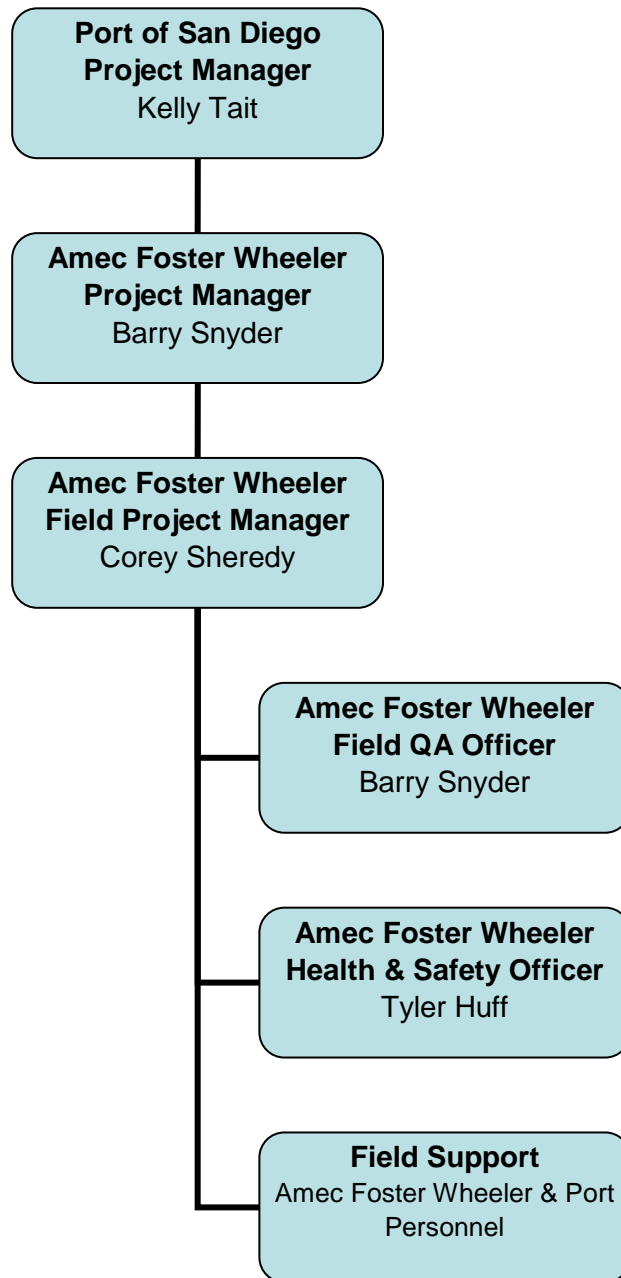 Port of San Diego
Project Manager
Kelly Tait
Amec Foster Wheeler
Project Manager
Barry Snyder
Amec Foster Wheeler
Field Project Manager
Corey Sheredy
Amec Foster Wheeler
Field QA Officer
Barry Snyder
Amec Foster Wheeler
Health & Safety Officer
Tyler Huff
Field Support
Amec Foster Wheeler & Port
Personnel